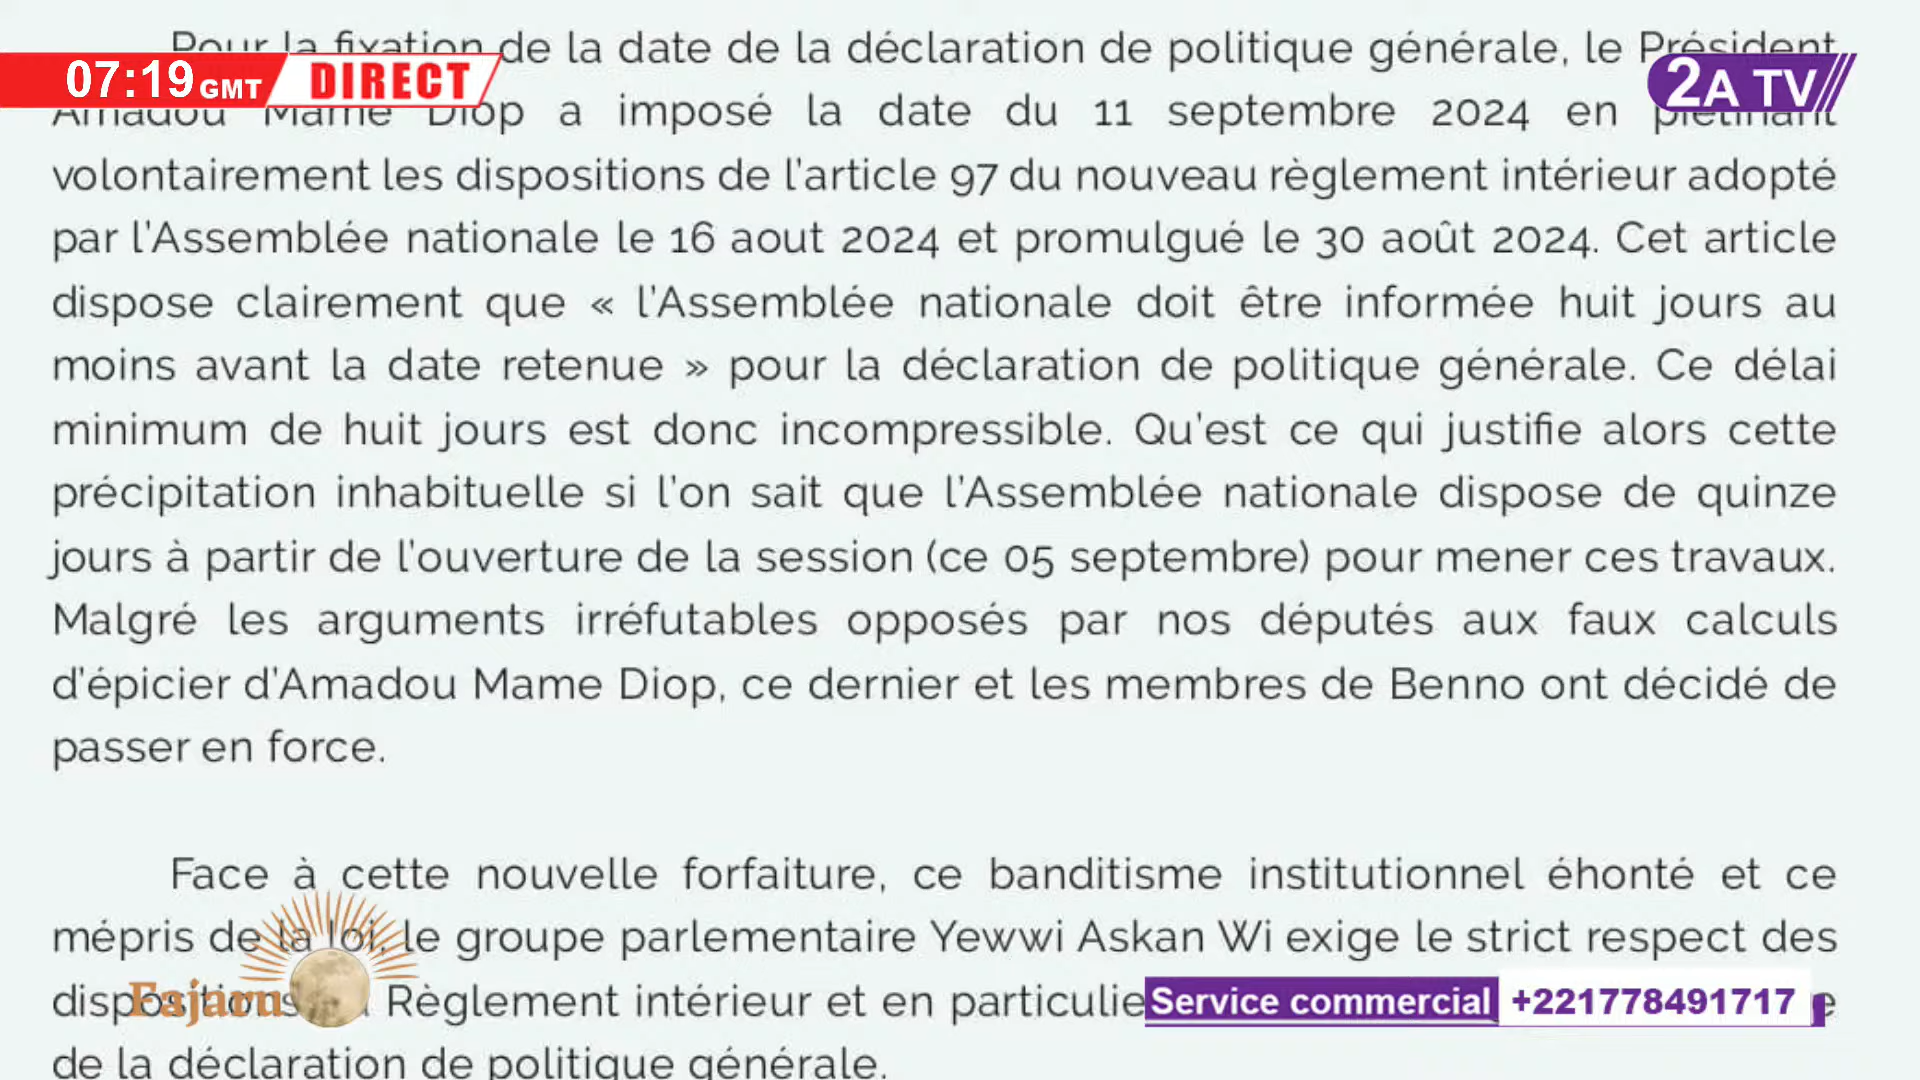 Pour la fixation de la date de la déclaration de politique générale, le Président
07:19 GMT DIRECT
2A TV
Amadou Mame Diop a imposé la date du 11 septembre 2024 en piétinant
volontairement les dispositions de l'article 97 du nouveau règlement intérieur adopté
par l'Assemblée nationale le 16 aout 2024 et promulgué le 30 août 2024. Cet article
dispose clairement que « l'Assemblée nationale doit être informée huit jours au
moins avant la date retenue » pour la déclaration de politique générale. Ce délai
minimum de huit jours est donc incompressible. Qu'est ce qui justifie alors cette
précipitation inhabituelle si l'on sait que l'Assemblée nationale dispose de quinze
jours à partir de l'ouverture de la session (ce 05 septembre) pour mener ces travaux.
Malgré les arguments irréfutables opposés par nos députés aux faux calculs
d'épicier d'Amadou Mame Diop, ce dernier et les membres de Benno ont décidé de
passer en force.
Face à cette nouvelle forfaiture, ce banditisme institutionnel éhonté et ce
mépris de la loi, le groupe parlementaire Yewwi Askan Wi exige le strict respect des
Règlement intérieur et en
Fajaru
Service commercial +221778491717
de la déclaration de politique générale.